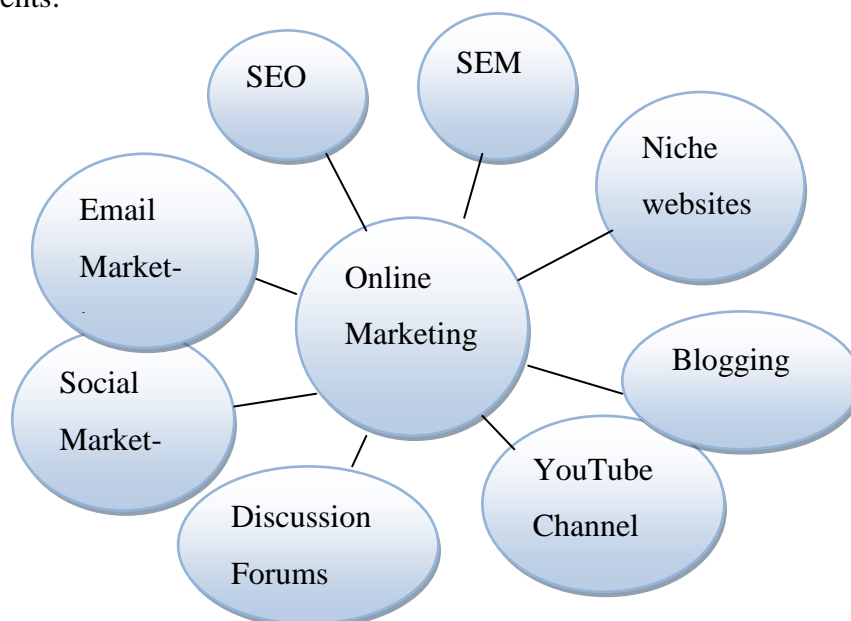 ents:
SEO
SEM
Niche
websites
Email
Market-
Online
Marketing
Social
Market-
Blogging
YouTube
Channel
Discussion
Forums